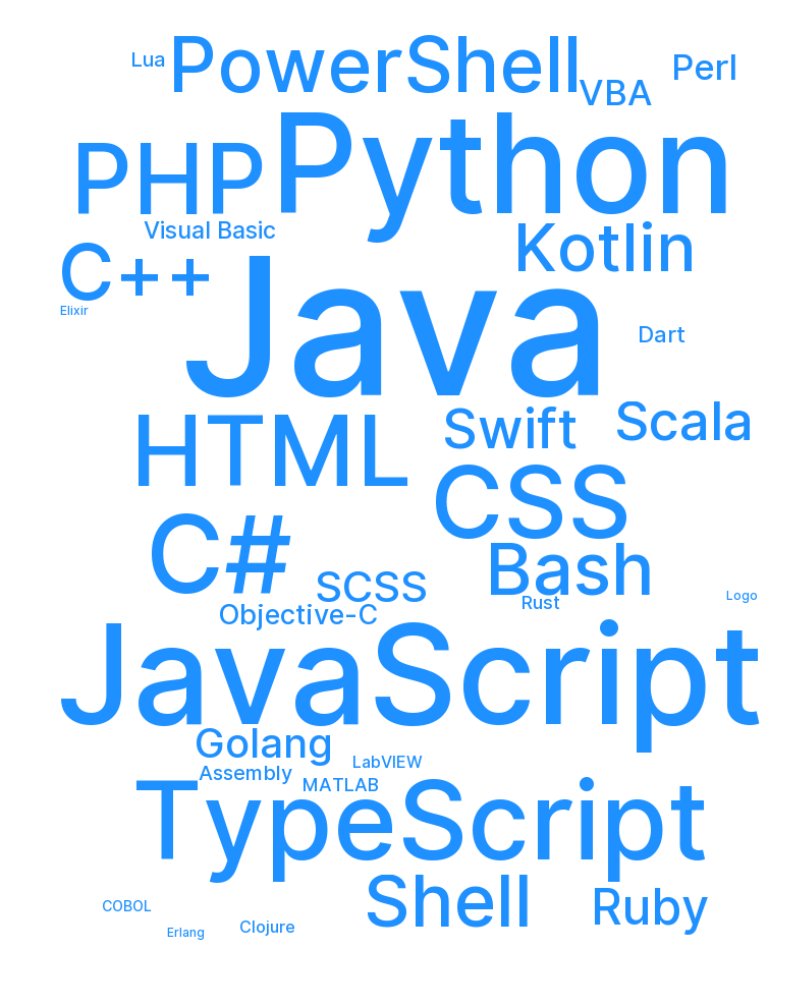 Lua
PowerShell
VBA
Perl
PHP
Python
Visual Basic
Kotlin
C++
Elixir
Java
Dart
HTML
Swift
Scala
CSS
C#
Bash
SCSS
Rust
Logo
Objective-C
JavaScript
Golang
LabVIEW
Assembly
MATLAB
TypeScript
Shell
Ruby
COBOL
Erlang
Clojure